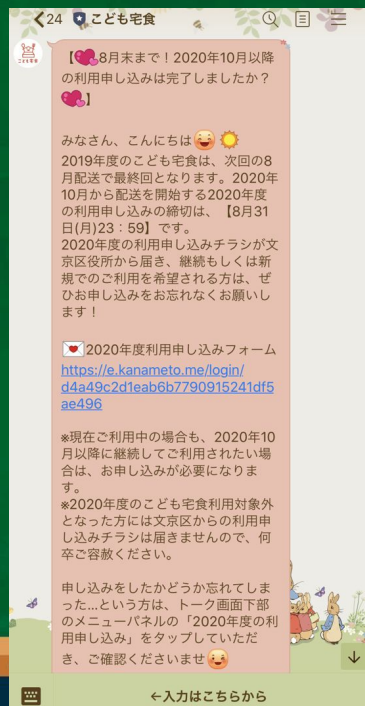 24 こども宅食
こども宅食
【💞8月末まで！2020年10月以降
の利用申し込みは完了しましたか？
💞】
みなさん、こんにちは
2019年度のこども宅食は、次回の8
月配送で最終回となります。2020年
10月から配送を開始する2020年度
の利用申し込みの締切は、【8月31
日(月)23：59】です。
2020年度の利用申し込みチラシが文
京区役所から届き、継続もしくは新
規でのご利用を希望される方は、ぜ
ひお申し込みをお忘れなくお願いし
ます！
💌2020年度利用申し込みフォーム
https://e.kanameto.me/login/
d4a49c2d1eab6b7790915241df5
ae496
※現在ご利用中の場合も、2020年10
月以降に継続してご利用されたい場
合は、お申し込みが必要になりま
す。
※2020年度のこども宅食利用対象外
となった方には文京区からの利用申
し込みチラシは届きませんので、何
卒ご容赦ください。
申し込みをしたかどうか忘れてしま
った...という方は、トーク画面下部
のメニューパネルの「2020年度の利
用申し込み」をタップしていただ
き、ご確認くださいませ
←入力はこちらから